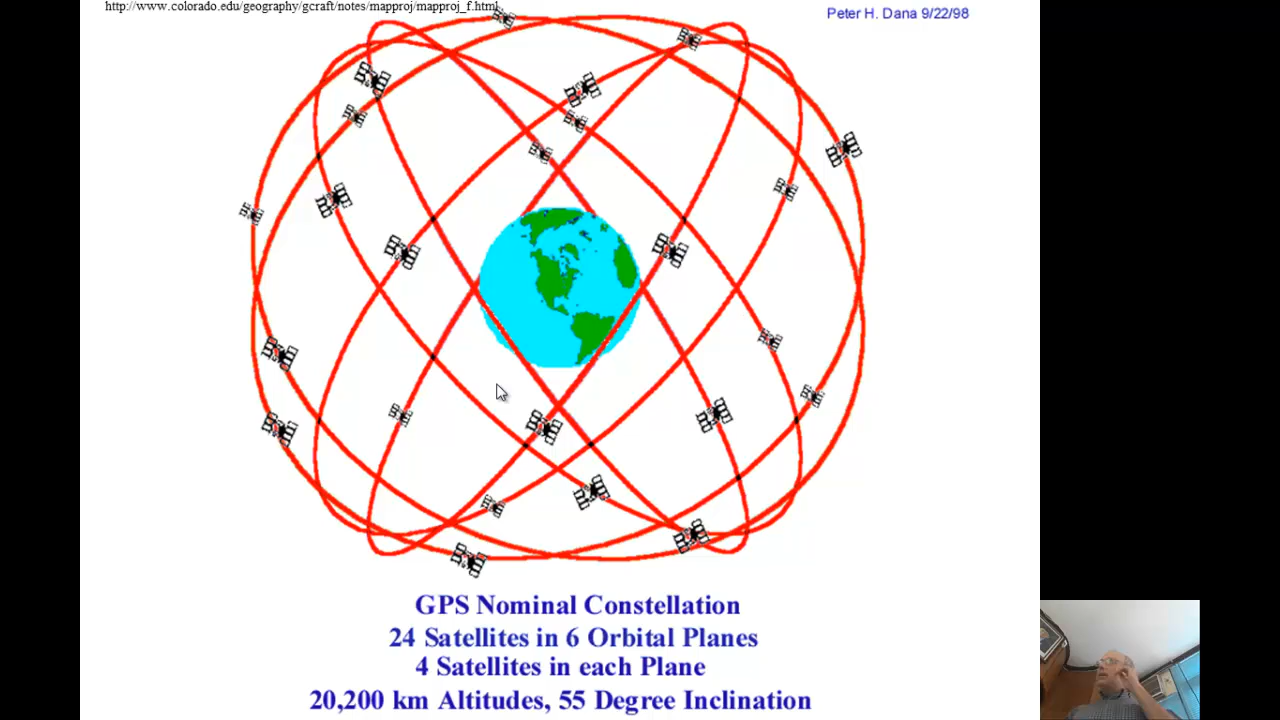 http://www.colorado.edu/geography/gcraft/notes/mapproj/mapproj_f.html
Peter H. Dana 9/22/98
GPS Nominal Constellation
24 Satellites in 6 Orbital Planes
4 Satellites in each Plane
20,200 km Altitudes, 55 Degree Inclination